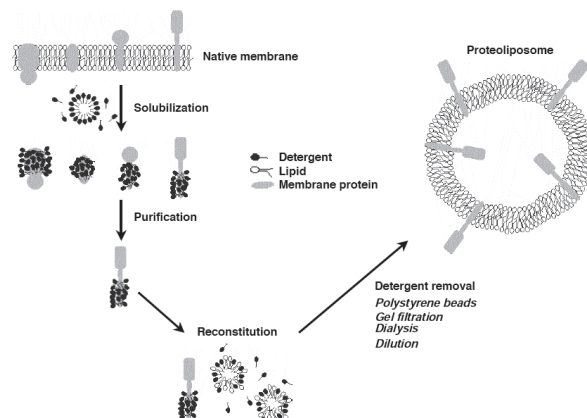 Native membrane
Proteoliposome
Solubilization
Detergent
Lipid
Membrane protein
Purification
Detergent removal
Polystyrene beads
Gel filtration
Dialysis
Dilution
Reconstitution